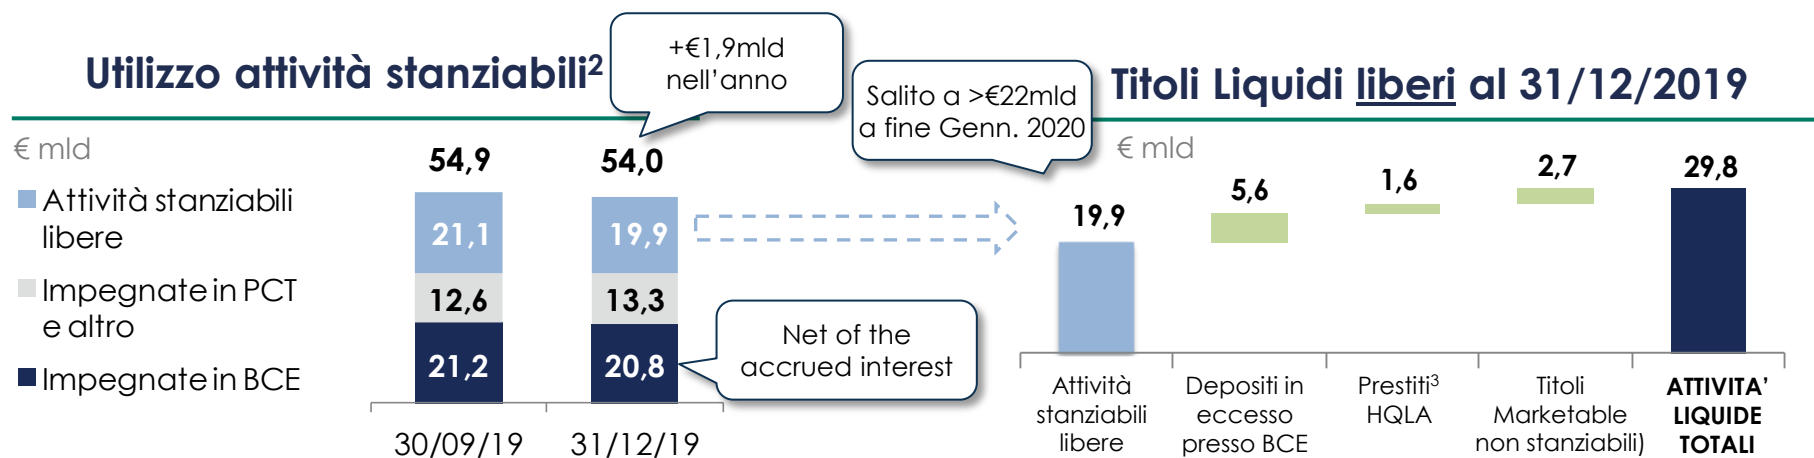 Utilizzo attività stanziabili²
+€1,9mld
nell'anno
€ mld
Attività stanziabili
libere
Impegnate in PCT
e altro
Impegnate in BCE
54,9
54,0
21,1
19,9
12,6
13,3
21,2
20,8
30/09/19
31/12/19
Net of the
accrued interest
Salito a >€22mld
a fine Genn. 2020
Titoli Liquidi liberi al 31/12/2019
€ mld
19,9
5,6
1,6
2,7
29,8
Attività
stanziabili
libere
Depositi in
eccesso
presso BCE
Prestiti³
HQLA
Titoli
Marketable
non stanziabili)
ATTIVITA'
LIQUIDE
TOTALI